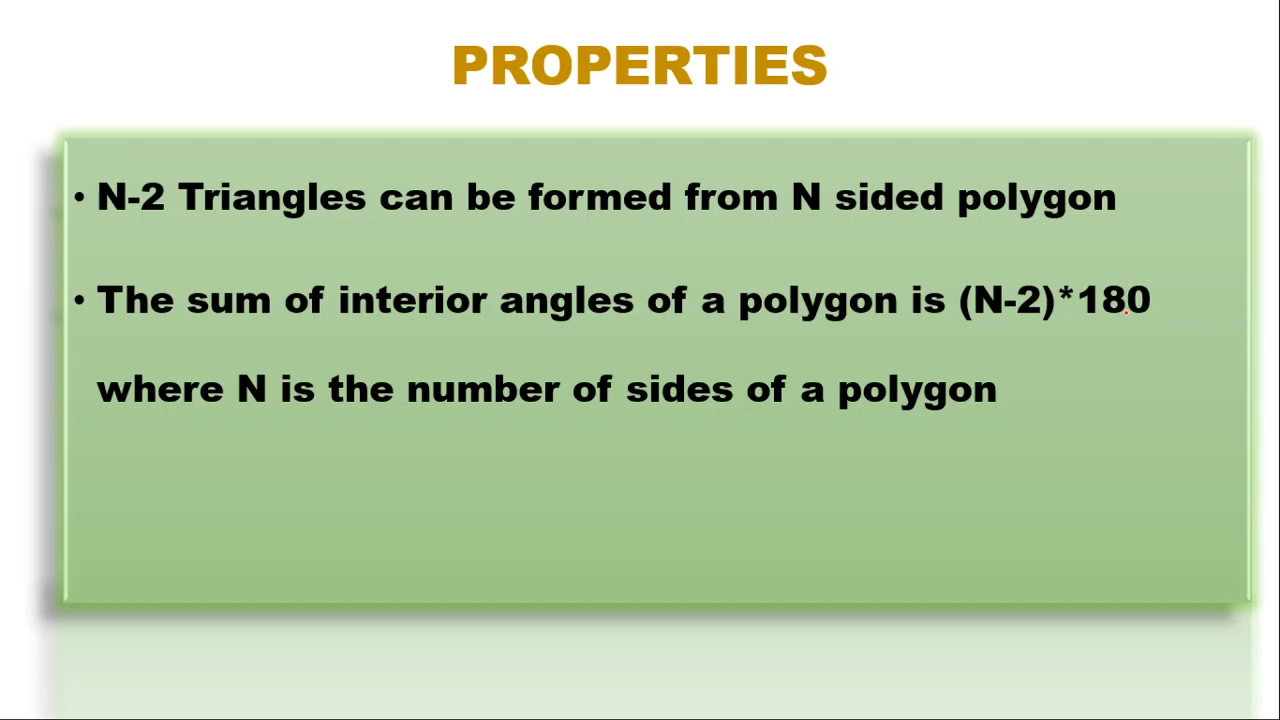 PROPERTIES
• N-2 Triangles can be formed from N sided polygon
• The sum of interior angles of a polygon is (N-2)*180
where N is the number of sides of a polygon